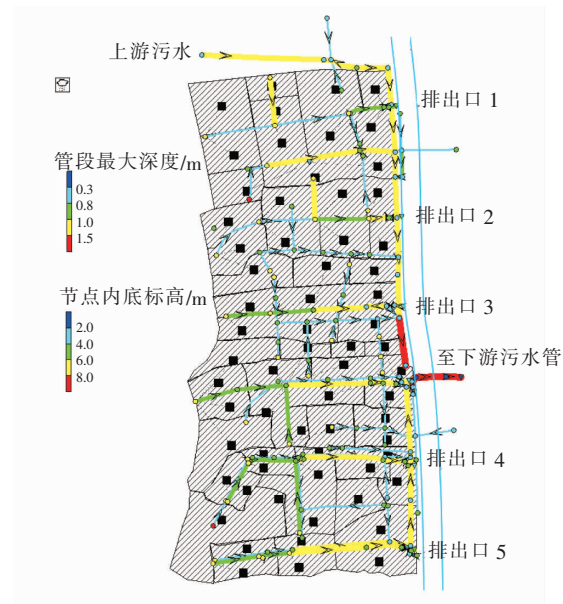 上游污水
排出口 1
管段最大深度/m
0.3
0.8
1.0
1.5
排出口 2
节点内底标高/m
2.0
4.0
6.0
8.0
排出口 3
至下游污水管
排出口 4
排出口 5